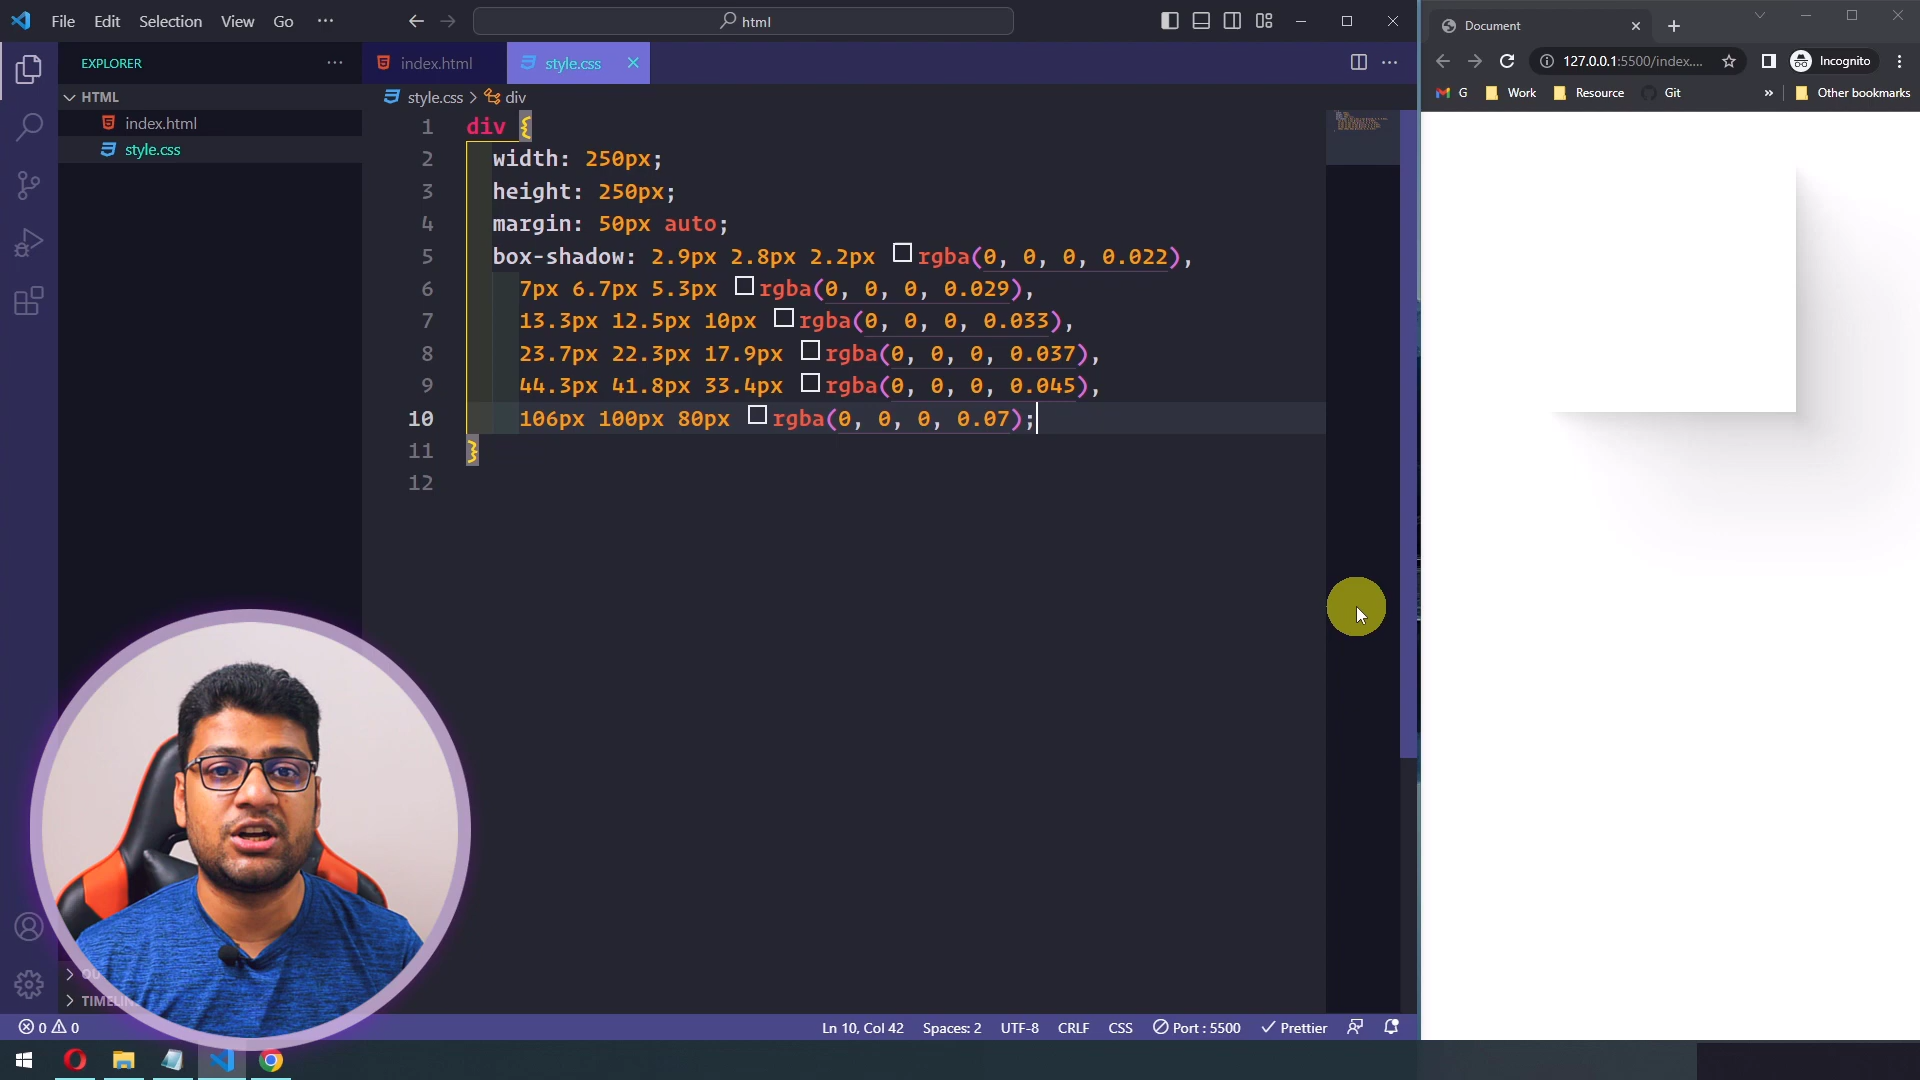 File Edit Selection View Go ···
html
EXPLORER ···
HTML
index.html
style.css
index.html
style.css
style.css > div
1 div {
2 width: 250px;
3 height: 250px;
4 margin: 50px auto;
5 box-shadow: 2.9px 2.8px 2.2px rgba(0, 0, 0, 0.022),
6 7px 6.7px 5.3px rgba(0, 0, 0, 0.029),
7 13.3px 12.5px 10px rgba(0, 0, 0, 0.033),
8 23.7px 22.3px 17.9px rgba(0, 0, 0, 0.037),
9 44.3px 41.8px 33.4px rgba(0, 0, 0, 0.045),
10 106px 100px 80px rgba(0, 0, 0, 0.07);
11 }
12
OU
TIMELIN
0 0 Ln 10, Col 42 Spaces: 2 UTF-8 CRLF CSS Port : 5500 Prettier
Document
127.0.0.1:5500/index.... Incognito
G Work Resource Git » Other bookmarks